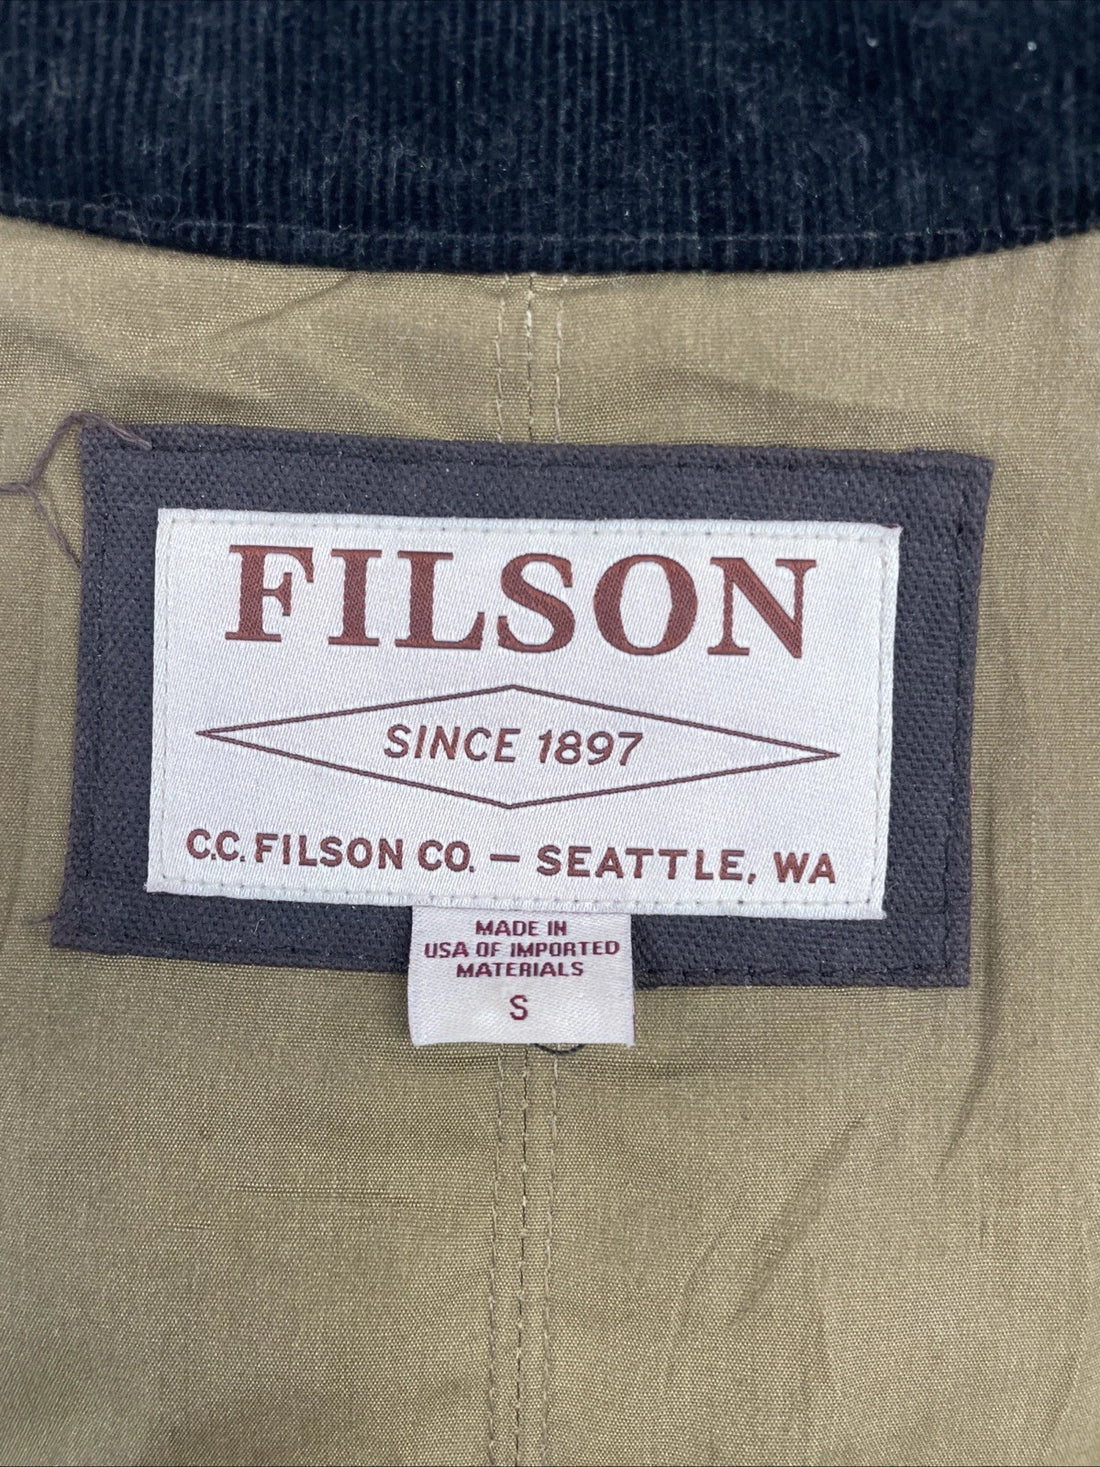 FILSON
SINCE 1897
C.C. FILSON CO. – SEATTLE, WA
MADE IN
USA OF IMPORTED
MATERIALS
S